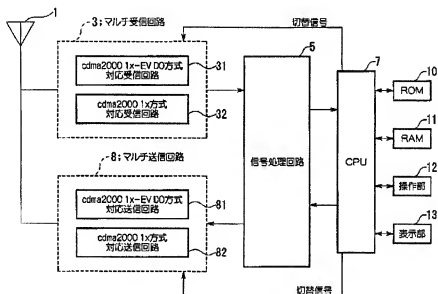 1
3;マルチ受信回路
切替信号
cdma2000 1x-EV DO方式
対応受信回路
31
cdma2000 1x方式
対応受信回路
32
5
信号処理回路
7
CPU
10
ROM
11
RAM
12
操作部
13
表示部
8;マルチ送信回路
cdma2000 1x-EV DO方式
対応送信回路
81
cdma2000 1x方式
対応送信回路
82
切替信号